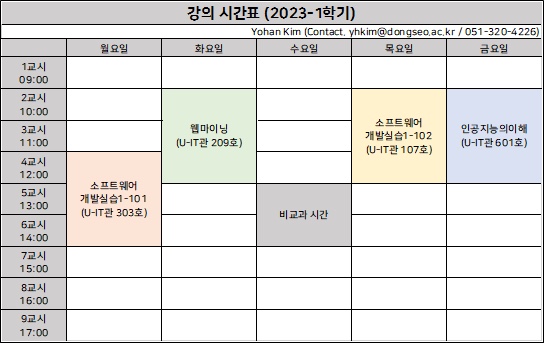 강의 시간표 (2023-1학기)
Yohan Kim (Contact, yhkim@dongseo.ac.kr / 051-320-4226)
월요일 화요일 수요일 목요일 금요일
1교시
09:00
2교시
10:00
3교시
11:00
4교시
12:00
5교시
13:00
6교시
14:00
7교시
15:00
8교시
16:00
9교시
17:00
소프트웨어
개발실습1-101
(U-IT관 303호)
웹마이닝
(U-IT관 209호)
비교과 시간
소프트웨어
개발실습1-102
(U-IT관 107호)
인공지능의이해
(U-IT관 601호)